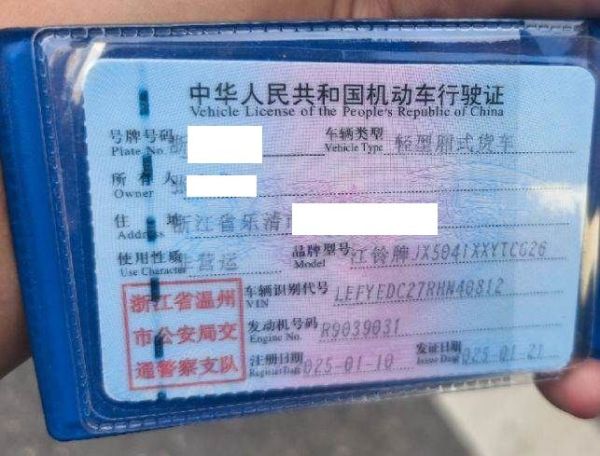 中华人民共和国机动车行驶证
Vehicle License of the People's Republic of China
号牌号码 浙 车辆类型 轻型厢式货车
Plate No. Vehicle Type
所有人
Owner
住址 浙江省乐清市
Address
使用性质 非营运 品牌型号 江铃牌JX5041XXYTCG26
Use Character Model
浙江省温州 车辆识别代号 LEFYEDC27RHN40812
VIN
市公安局交 发动机号码 R9039031
Engine No.
通警察支队 注册日期 025-01-10 发证日期 025-01-21
Register Date Issue Date